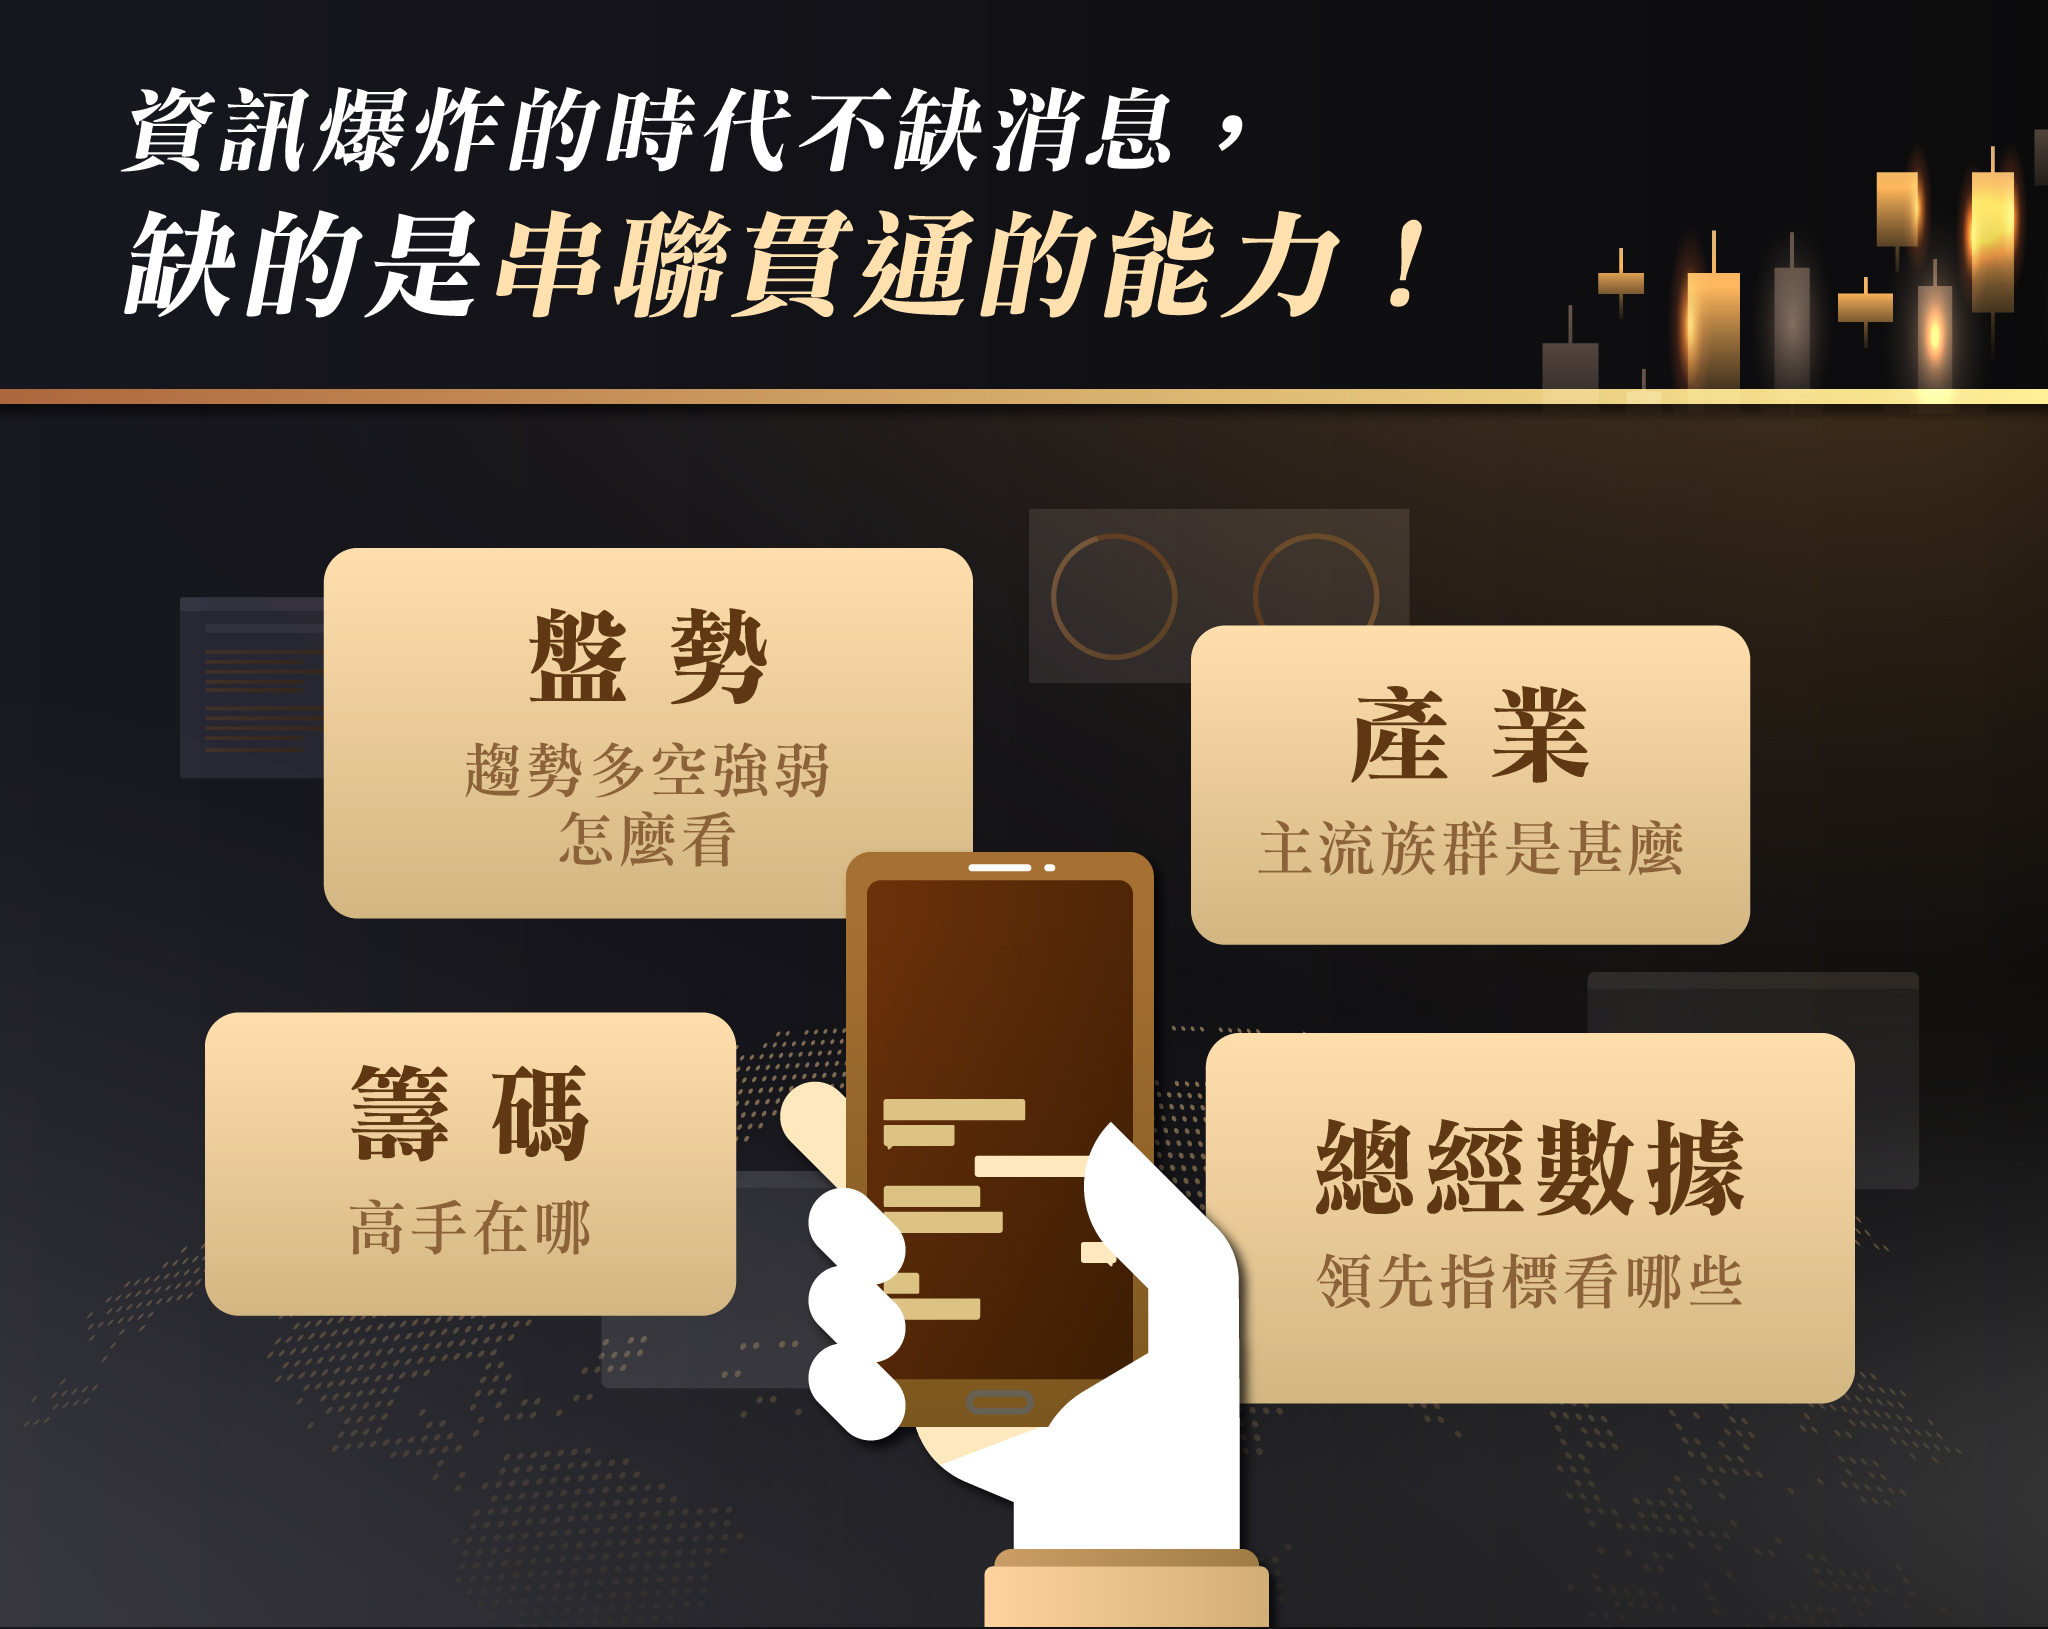 資訊爆炸的時代不缺消息，
缺的是串聯貫通的能力！
盤勢
趨勢多空強弱
怎麼看
產業
主流族群是甚麼
籌碼
高手在哪
總經數據
領先指標看哪些